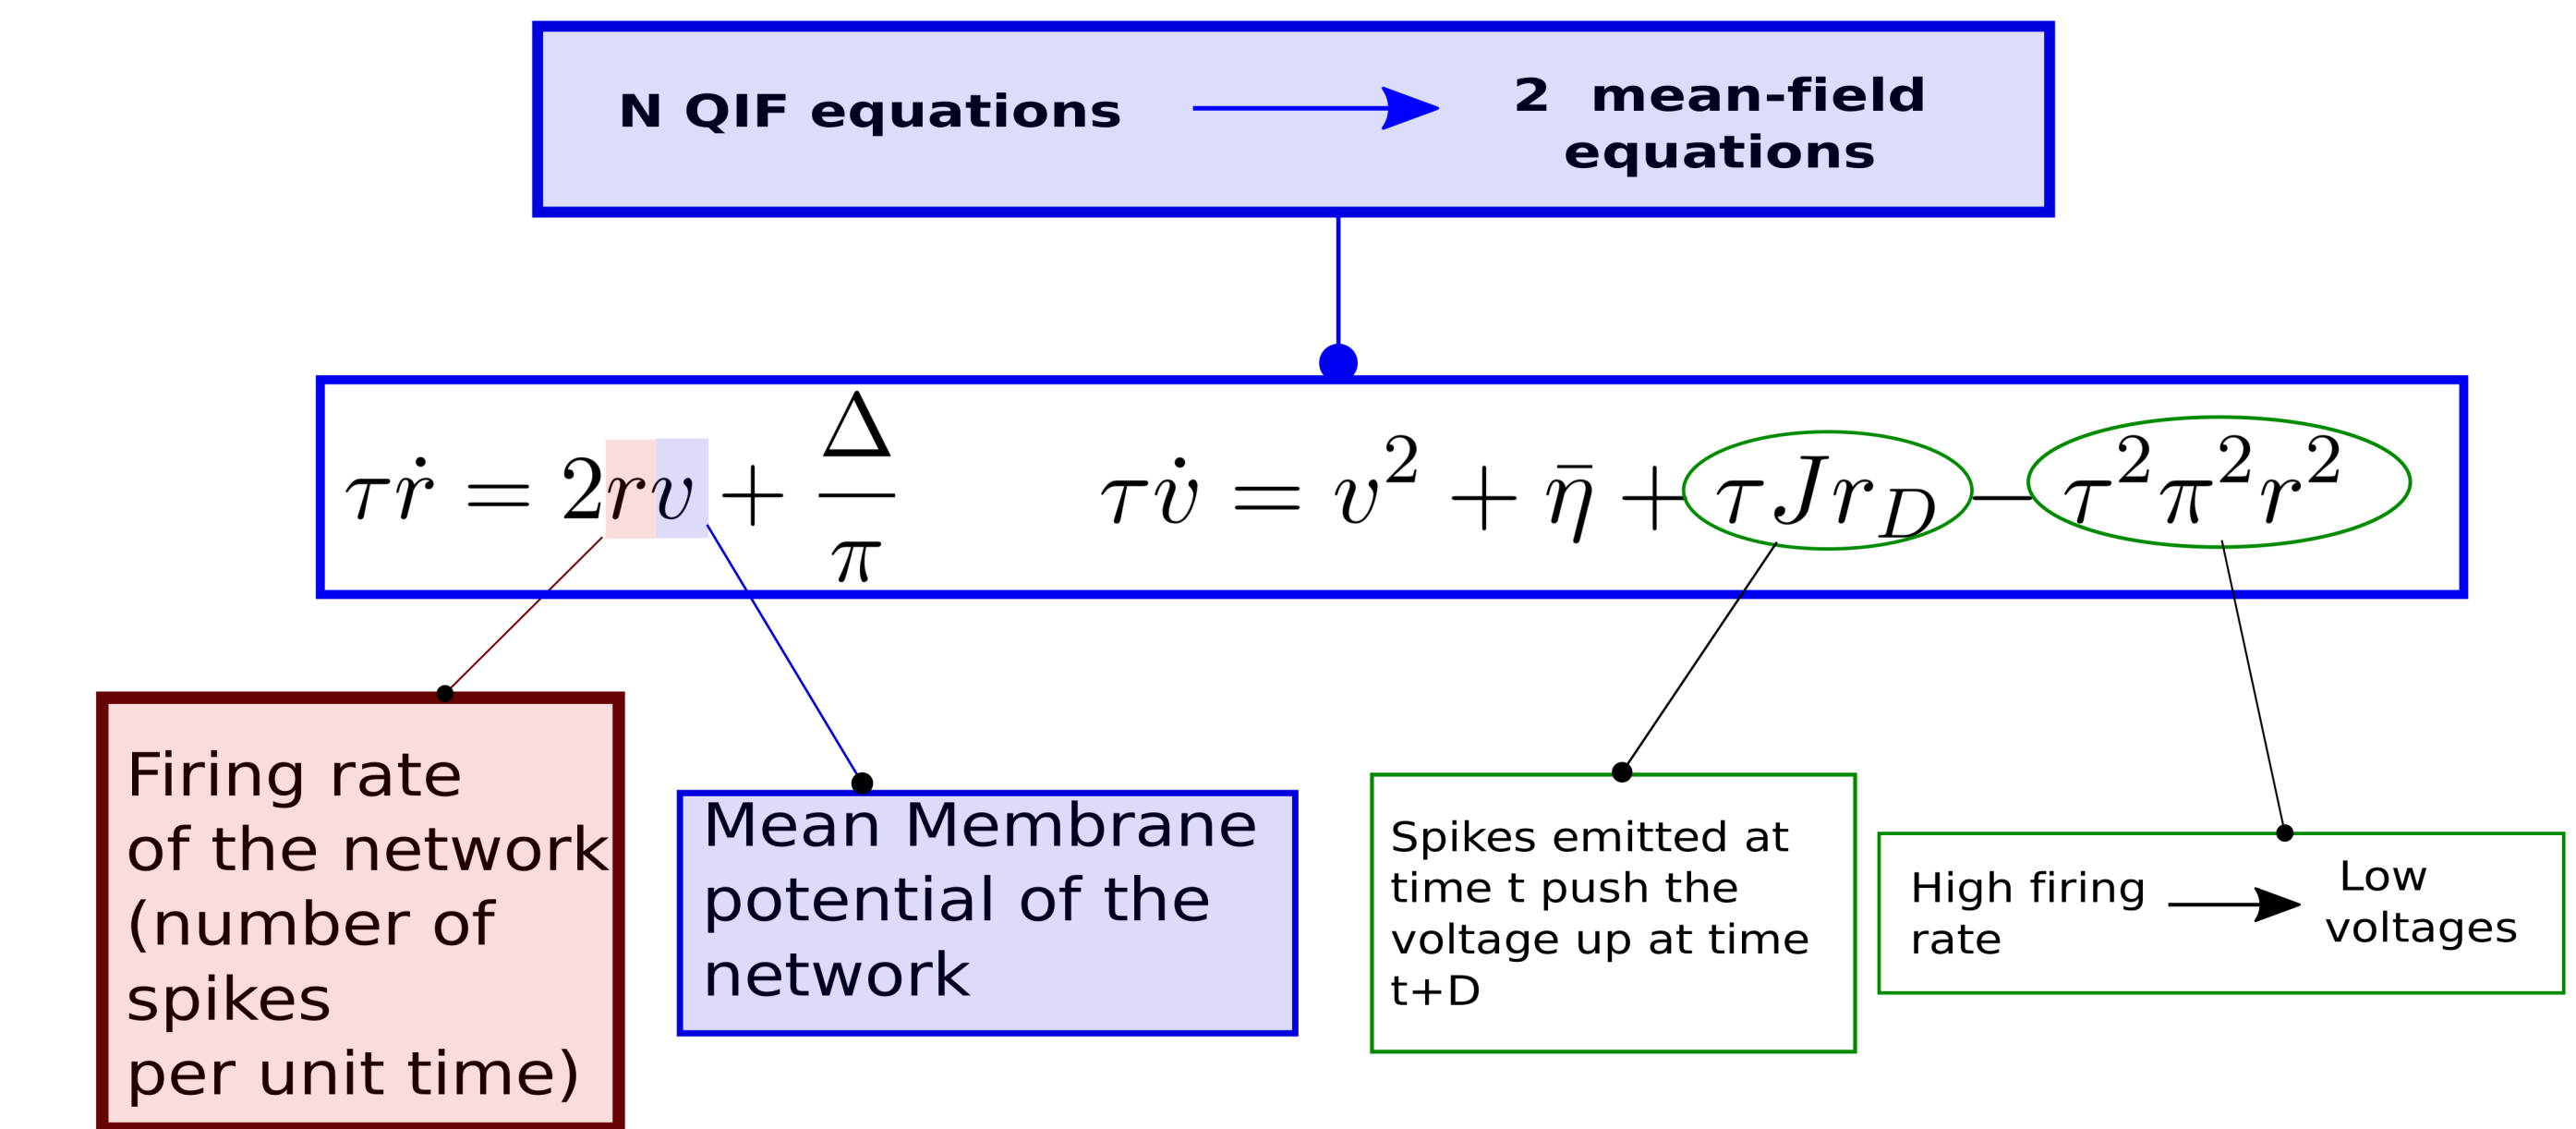 N QIF equations
2 mean-field
equations
τṙ = 2rv + Δ/π
τv̇ = v² + η̄ + τJr_D − τ²π²r²
Firing rate
of the network
(number of
spikes
per unit time)
Mean Membrane
potential of the
network
Spikes emitted at
time t push the
voltage up at time
t+D
High firing
rate
Low
voltages